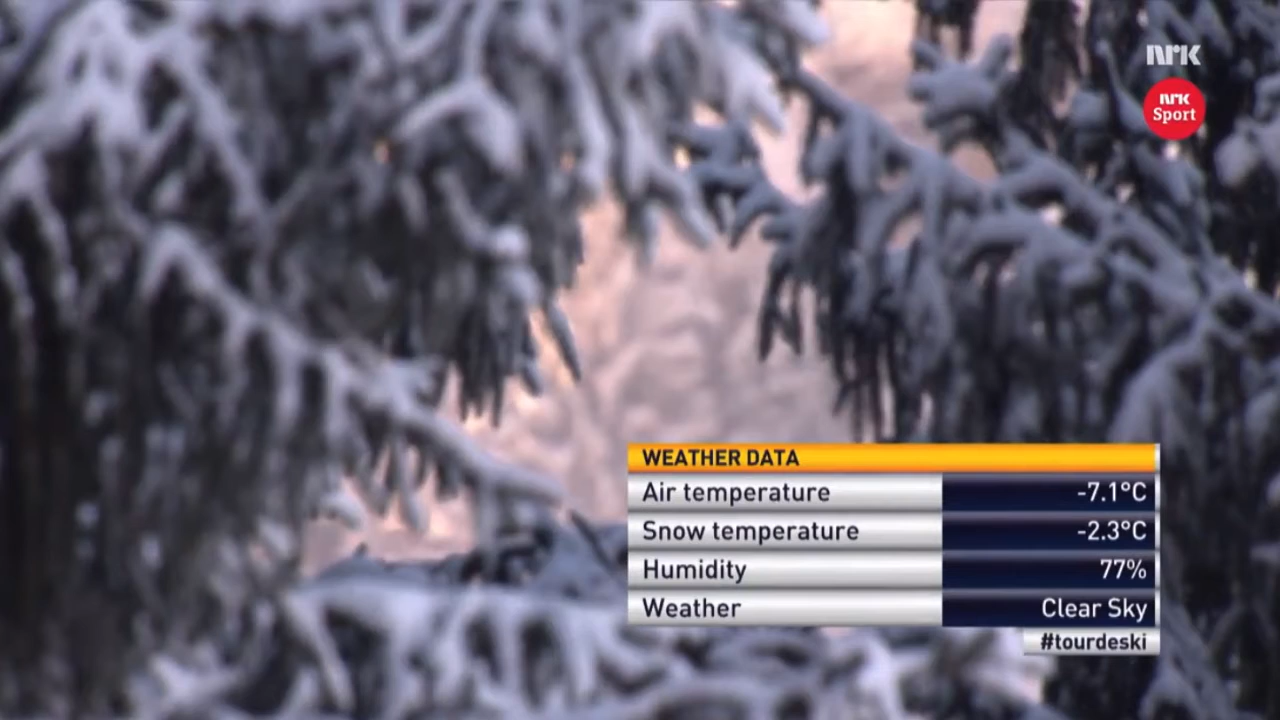 NRK
NRK
Sport
WEATHER DATA
Air temperature -7.1°C
Snow temperature -2.3°C
Humidity 77%
Weather Clear Sky
#tourdeski